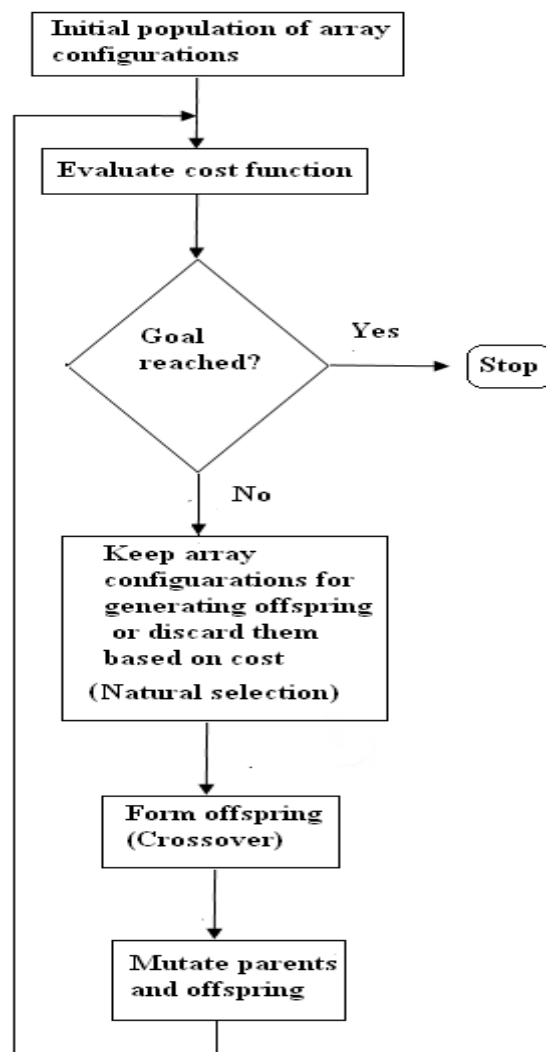 Initial population of array
configurations
Evaluate cost function
Goal
reached?
Yes
Stop
No
Keep array
configuarations for
generating offspring
or discard them
based on cost
(Natural selection)
Form offspring
(Crossover)
Mutate parents
and offspring